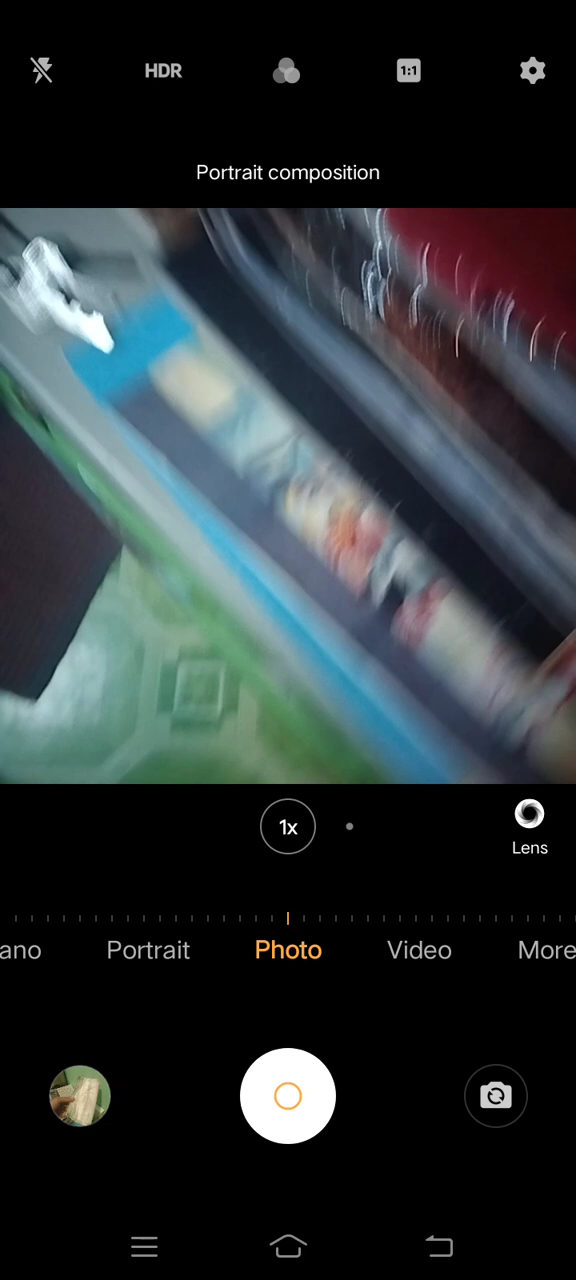 HDR
1:1
Portrait composition
1x
Lens
ano Portrait Photo Video More